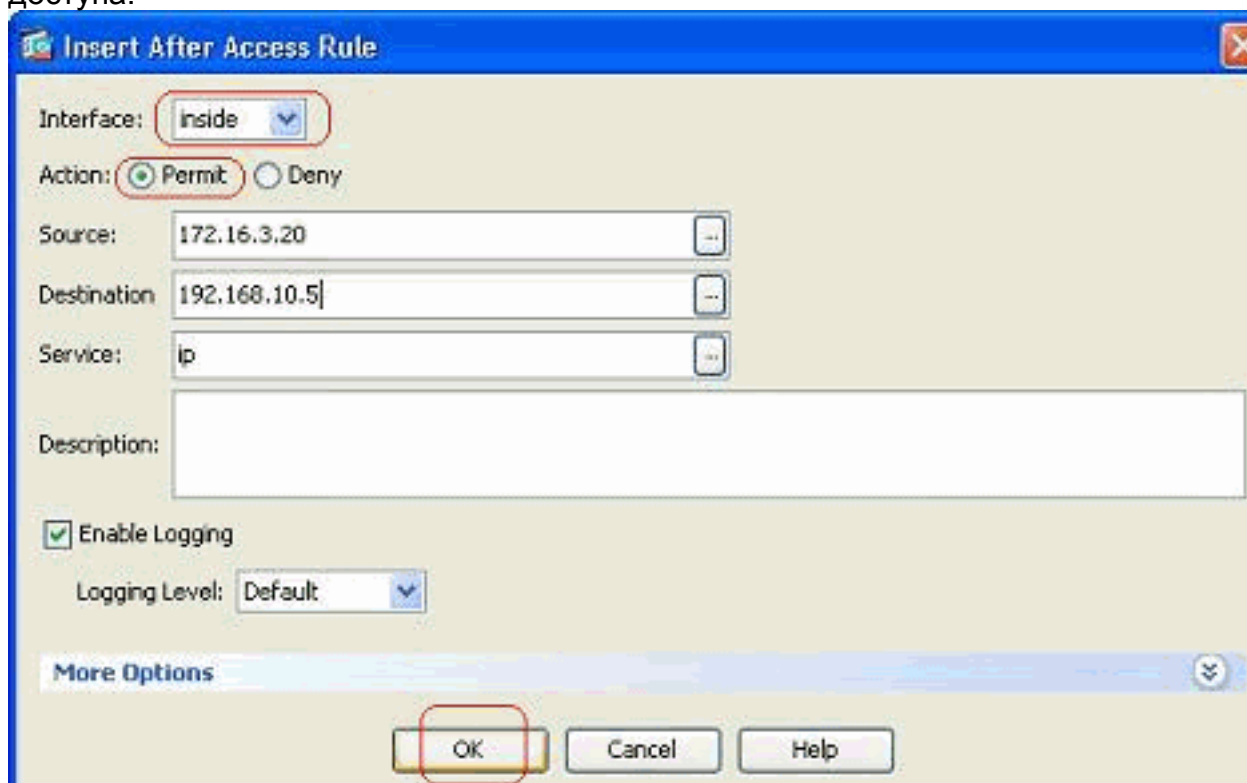 доступа.
Insert After Access Rule
Interface: inside
Action: Permit Deny
Source: 172.16.3.20 ...
Destination 192.168.10.5 ...
Service: ip ...
Description:
Enable Logging
Logging Level: Default
More Options
OK Cancel Help